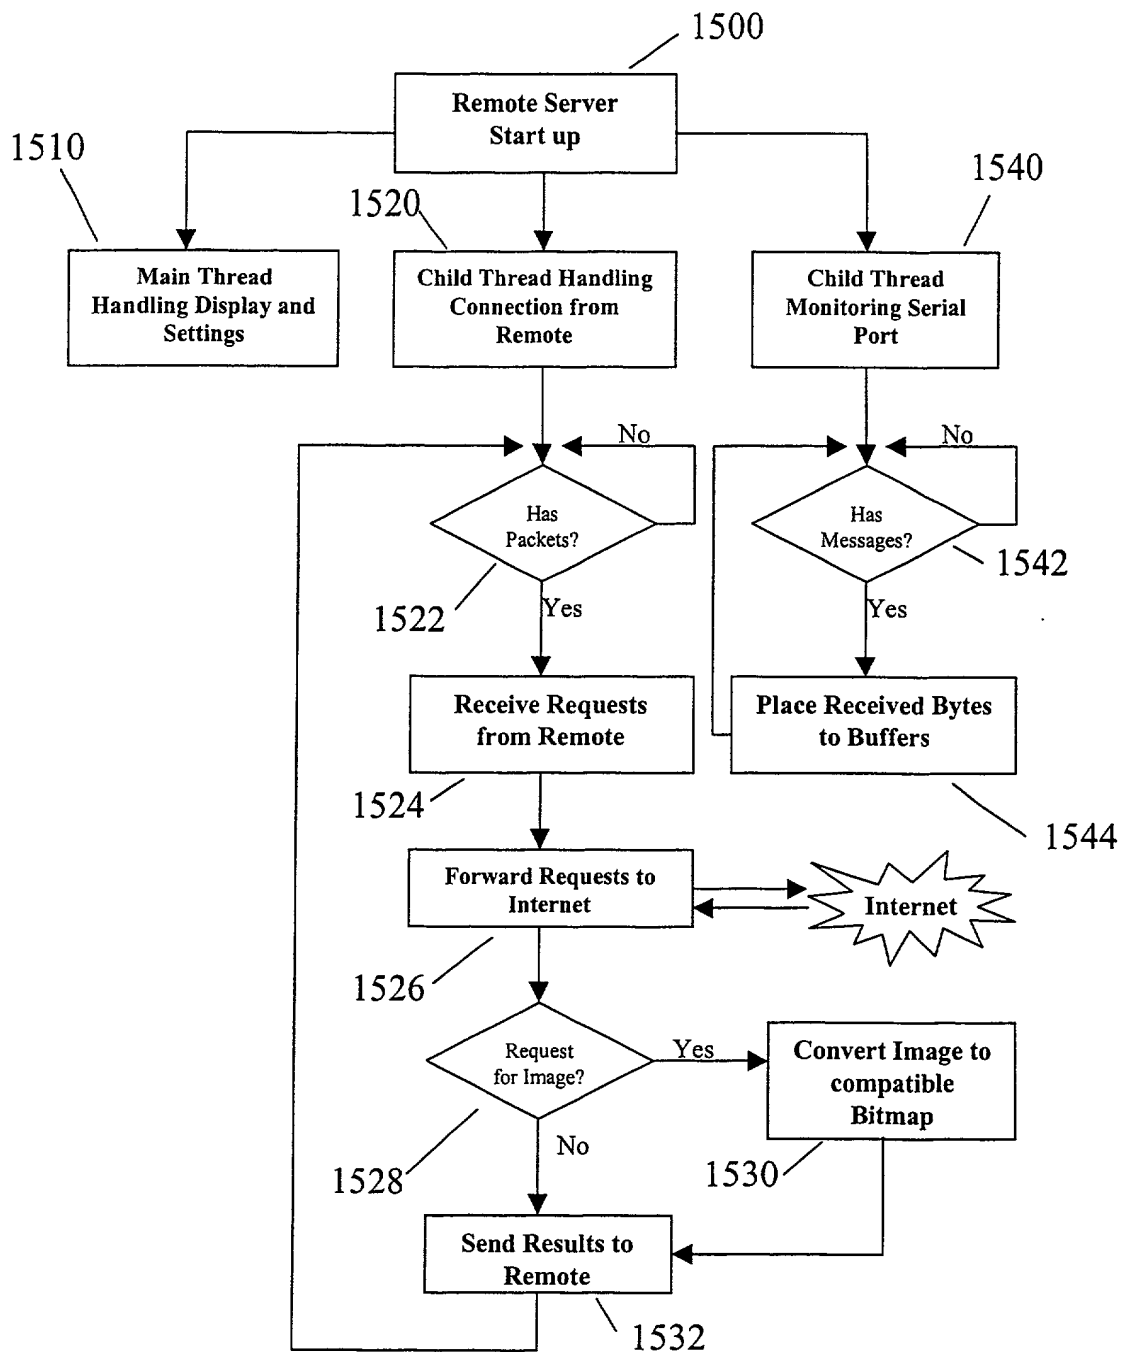 1500
Remote Server
Start up
1510
1520
1540
Main Thread
Handling Display and
Settings
Child Thread Handling
Connection from
Remote
Child Thread
Monitoring Serial
Port
No
No
Has
Packets?
Has
Messages?
1522
1542
Yes
Yes
Receive Requests
from Remote
Place Received Bytes
to Buffers
1524
1544
Forward Requests to
Internet
Internet
1526
Request
for Image?
Yes
Convert Image to
compatible
Bitmap
No
1528
1530
Send Results to
Remote
1532